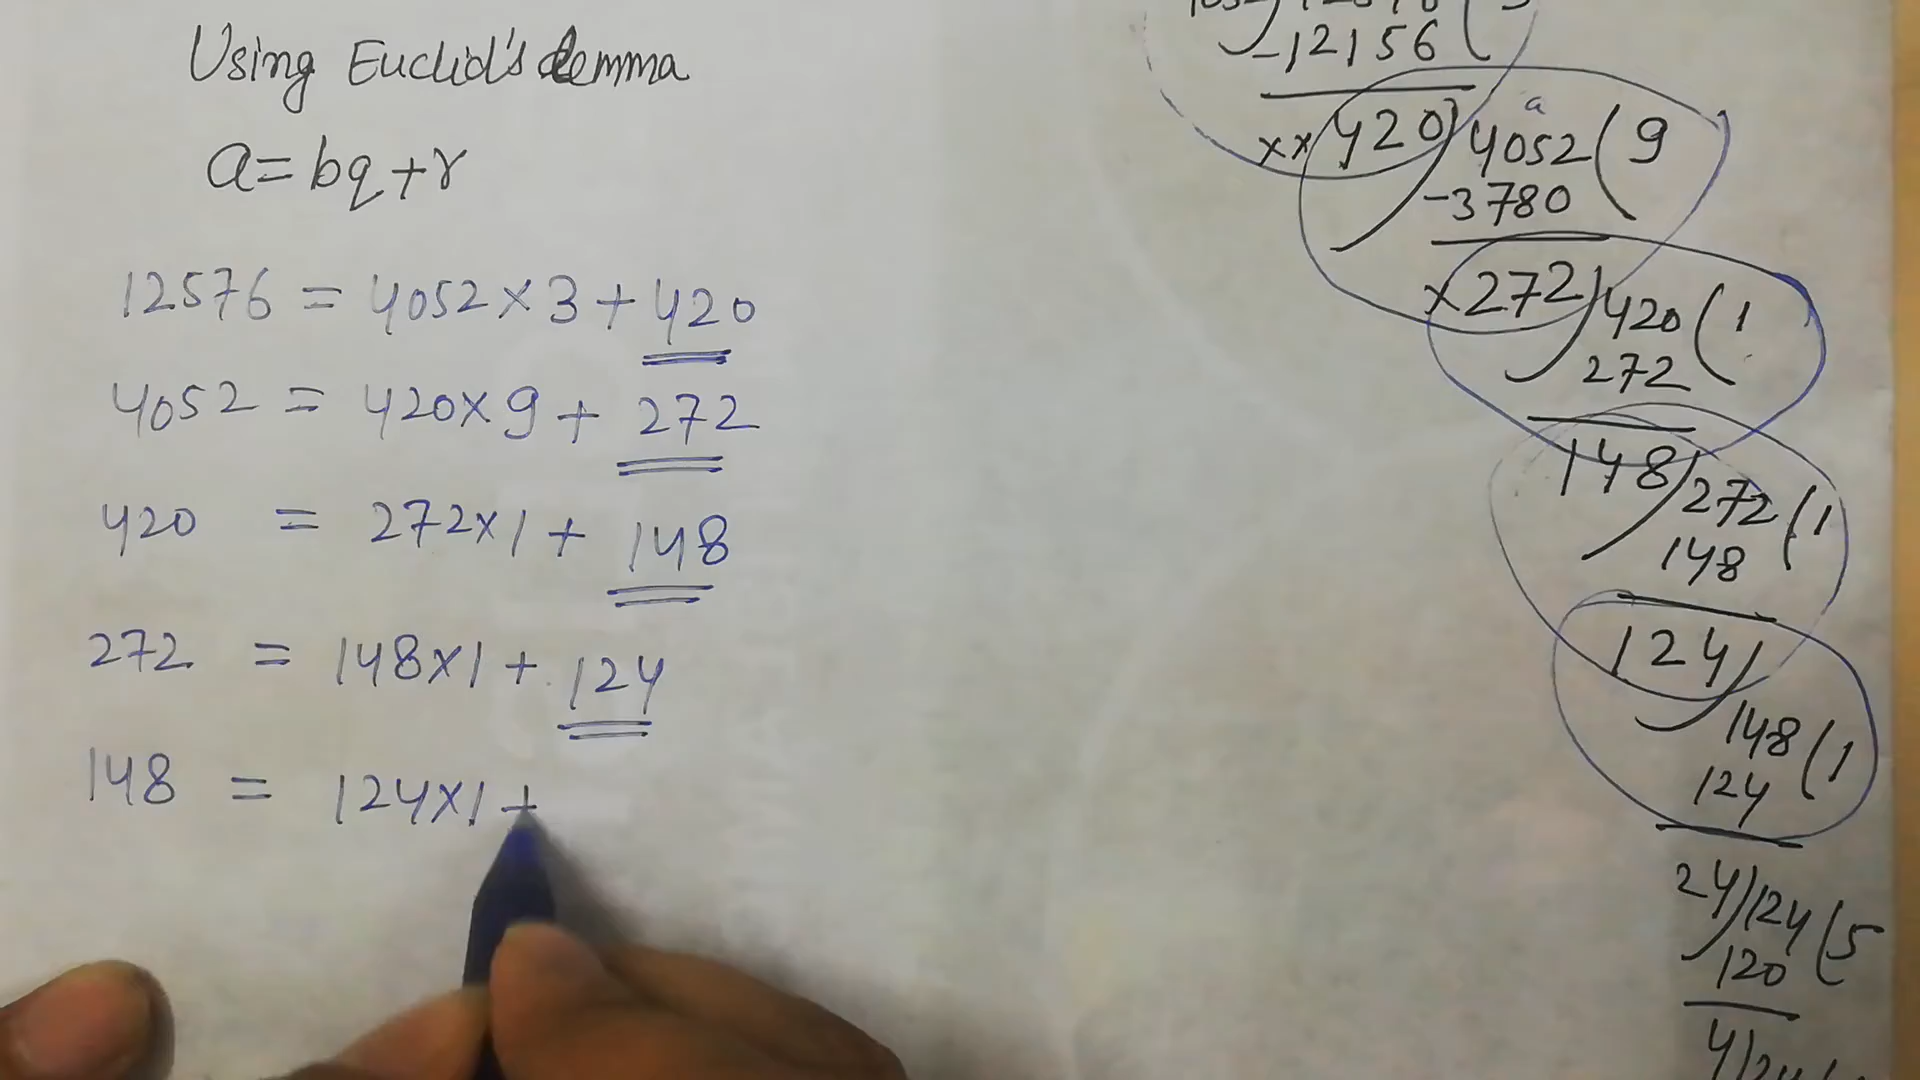 Using Euclid's Lemma
a = bq + r
12576 = 4052 × 3 + 420
4052 = 420 × 9 + 272
420 = 272 × 1 + 148
272 = 148 × 1 + 124
148 = 124 × 1 +
-12156
××420) 4052 ( 9
a
-3780
×272) 420 ( 1
272
148) 272 ( 1
148
124)
148 ( 1
124
24) 124 ( 5
120
4) 24 (